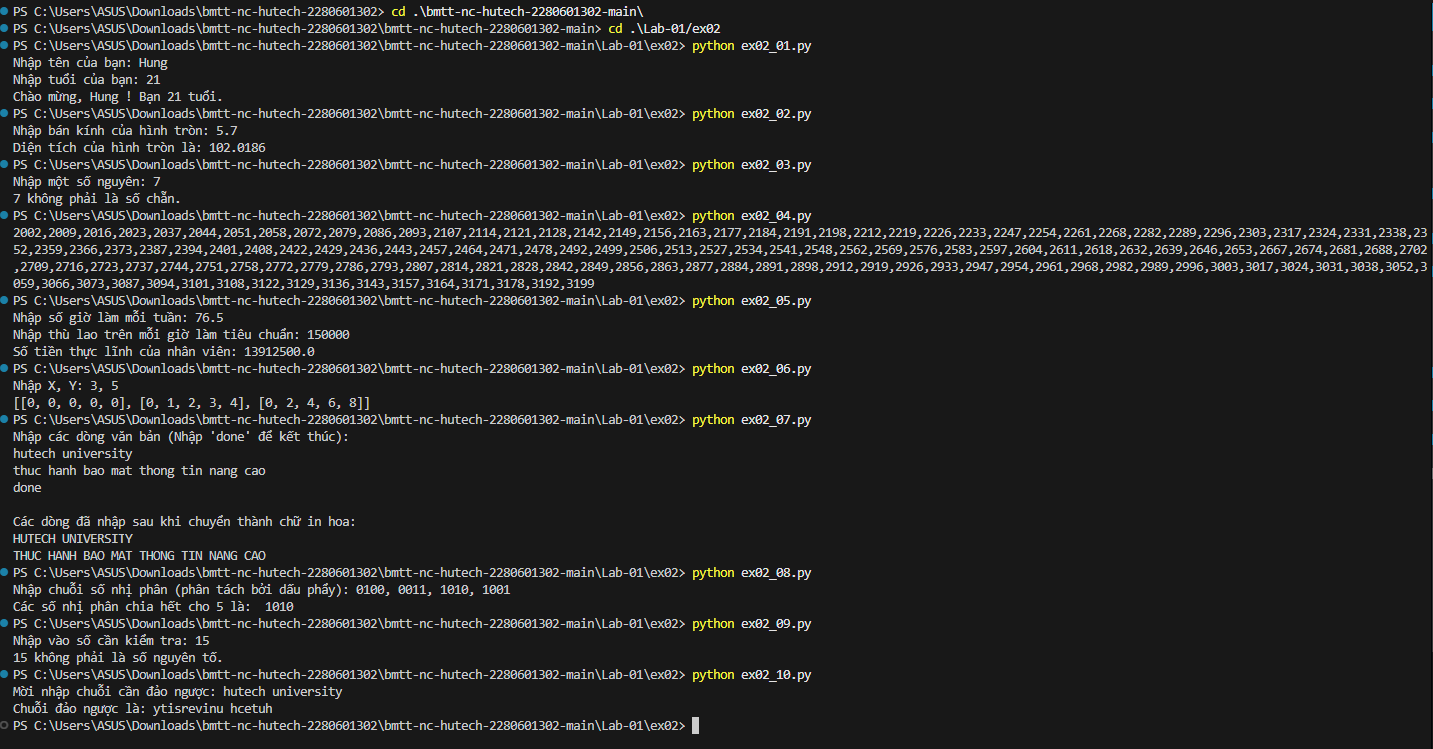 PS C:\Users\ASUS\Downloads\bmtt-nc-hutech-2280601302> cd .\bmtt-nc-hutech-2280601302-main\
PS C:\Users\ASUS\Downloads\bmtt-nc-hutech-2280601302\bmtt-nc-hutech-2280601302-main> cd .\Lab-01/ex02
PS C:\Users\ASUS\Downloads\bmtt-nc-hutech-2280601302\bmtt-nc-hutech-2280601302-main\Lab-01\ex02> python ex02_01.py
Nhập tên của bạn: Hung
Nhập tuổi của bạn: 21
Chào mừng, Hung ! Bạn 21 tuổi.
PS C:\Users\ASUS\Downloads\bmtt-nc-hutech-2280601302\bmtt-nc-hutech-2280601302-main\Lab-01\ex02> python ex02_02.py
Nhập bán kính của hình tròn: 5.7
Diện tích của hình tròn là: 102.0186
PS C:\Users\ASUS\Downloads\bmtt-nc-hutech-2280601302\bmtt-nc-hutech-2280601302-main\Lab-01\ex02> python ex02_03.py
Nhập một số nguyên: 7
7 không phải là số chẵn.
PS C:\Users\ASUS\Downloads\bmtt-nc-hutech-2280601302\bmtt-nc-hutech-2280601302-main\Lab-01\ex02> python ex02_04.py
2002,2009,2016,2023,2037,2044,2051,2058,2072,2079,2086,2093,2107,2114,2121,2128,2142,2149,2156,2163,2177,2184,2191,2198,2212,2219,2226,2233,2247,2254,2261,2268,2282,2289,2296,2303,2317,2324,2331,2338,23
52,2359,2366,2373,2387,2394,2401,2408,2422,2429,2436,2443,2457,2464,2471,2478,2492,2499,2506,2513,2527,2534,2541,2548,2562,2569,2576,2583,2597,2604,2611,2618,2632,2639,2646,2653,2667,2674,2681,2688,2702
,2709,2716,2723,2737,2744,2751,2758,2772,2779,2786,2793,2807,2814,2821,2828,2842,2849,2856,2863,2877,2884,2891,2898,2912,2919,2926,2933,2947,2954,2961,2968,2982,2989,2996,3003,3017,3024,3031,3038,3052,3
059,3066,3073,3087,3094,3101,3108,3122,3129,3136,3143,3157,3164,3171,3178,3192,3199
PS C:\Users\ASUS\Downloads\bmtt-nc-hutech-2280601302\bmtt-nc-hutech-2280601302-main\Lab-01\ex02> python ex02_05.py
Nhập số giờ làm mỗi tuần: 76.5
Nhập thù lao trên mỗi giờ làm tiêu chuẩn: 150000
Số tiền thực lĩnh của nhân viên: 13912500.0
PS C:\Users\ASUS\Downloads\bmtt-nc-hutech-2280601302\bmtt-nc-hutech-2280601302-main\Lab-01\ex02> python ex02_06.py
Nhập X, Y: 3, 5
[[0, 0, 0, 0, 0], [0, 1, 2, 3, 4], [0, 2, 4, 6, 8]]
PS C:\Users\ASUS\Downloads\bmtt-nc-hutech-2280601302\bmtt-nc-hutech-2280601302-main\Lab-01\ex02> python ex02_07.py
Nhập các dòng văn bản (Nhập 'done' để kết thúc):
hutech university
thuc hanh bao mat thong tin nang cao
done
Các dòng đã nhập sau khi chuyển thành chữ in hoa:
HUTECH UNIVERSITY
THUC HANH BAO MAT THONG TIN NANG CAO
PS C:\Users\ASUS\Downloads\bmtt-nc-hutech-2280601302\bmtt-nc-hutech-2280601302-main\Lab-01\ex02> python ex02_08.py
Nhập chuỗi số nhị phân (phân tách bởi dấu phẩy): 0100, 0011, 1010, 1001
Các số nhị phân chia hết cho 5 là:  1010
PS C:\Users\ASUS\Downloads\bmtt-nc-hutech-2280601302\bmtt-nc-hutech-2280601302-main\Lab-01\ex02> python ex02_09.py
Nhập vào số cần kiểm tra: 15
15 không phải là số nguyên tố.
PS C:\Users\ASUS\Downloads\bmtt-nc-hutech-2280601302\bmtt-nc-hutech-2280601302-main\Lab-01\ex02> python ex02_10.py
Mời nhập chuỗi cần đảo ngược: hutech university
Chuỗi đảo ngược là: ytisrevinu hcetuh
PS C:\Users\ASUS\Downloads\bmtt-nc-hutech-2280601302\bmtt-nc-hutech-2280601302-main\Lab-01\ex02>